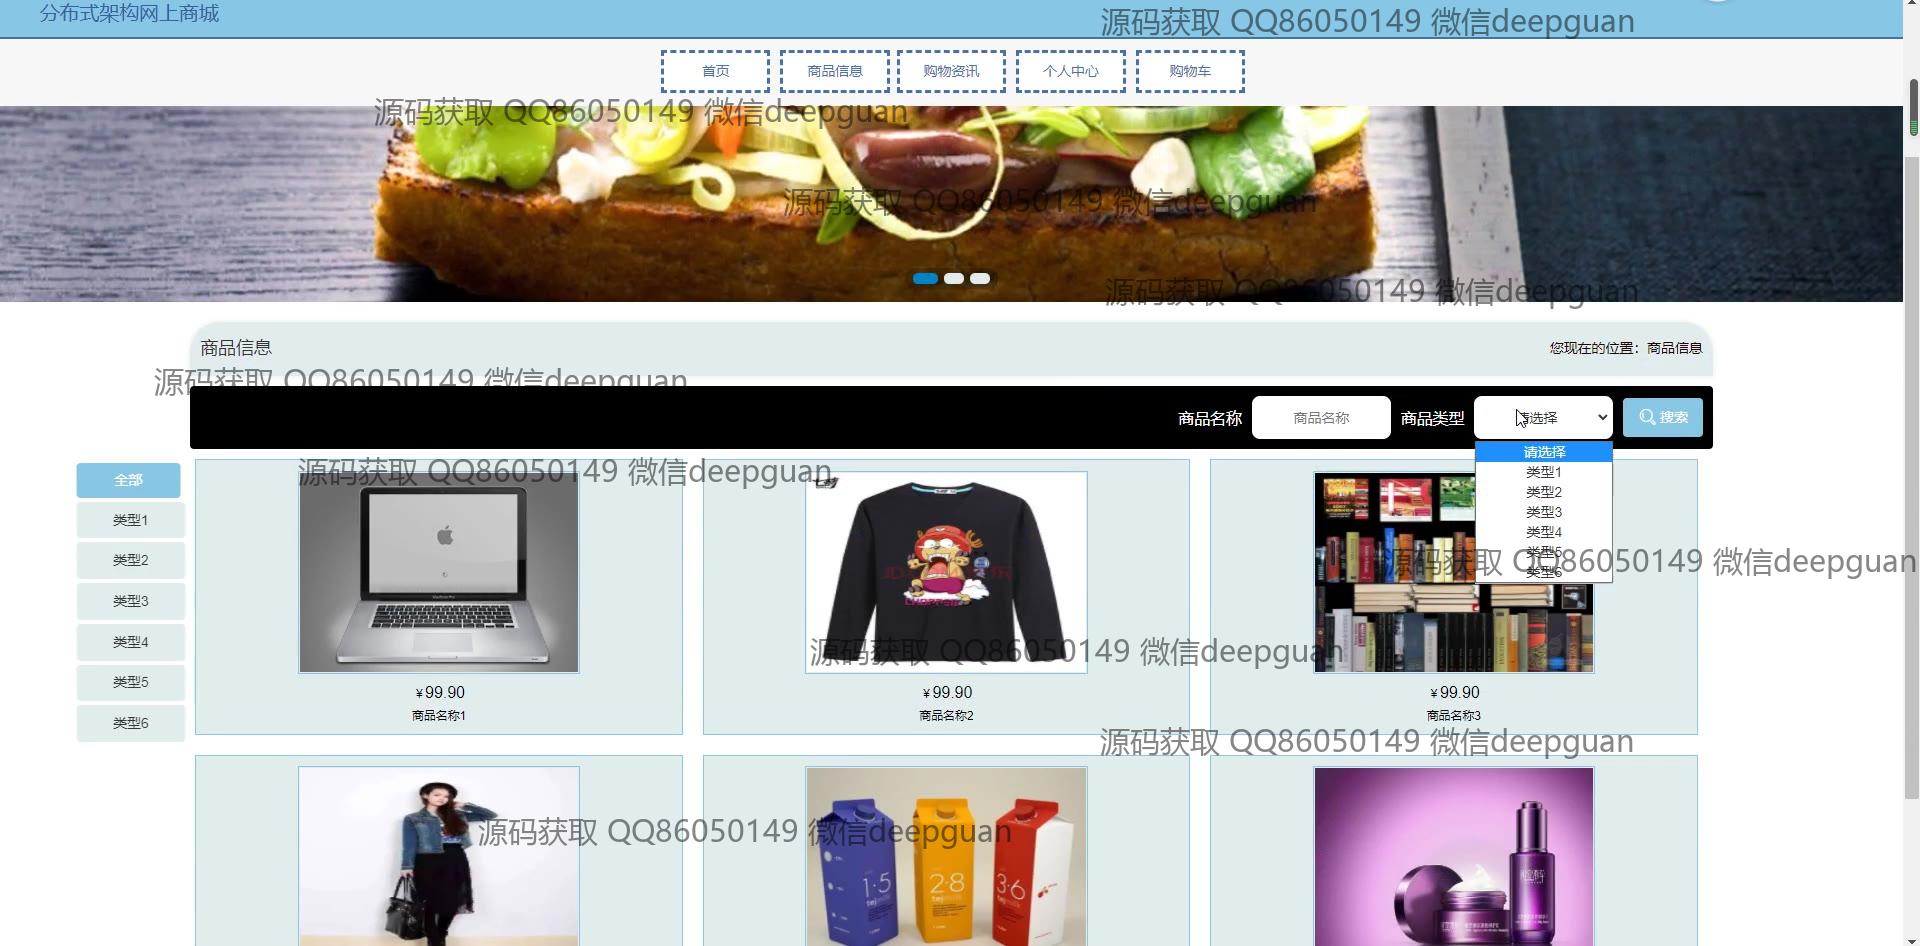 分布式架构网上商城
源码获取 QQ86050149 微信deepguan
首页 商品信息 购物资讯 个人中心 购物车
源码获取 QQ86050149 微信deepguan
源码获取 QQ86050149 微信deepguan
源码获取 QQ86050149 微信deepguan
商品信息 您现在的位置：商品信息
源码获取 QQ86050149 微信deepguan
商品名称 商品名称 商品类型 请选择 搜索
请选择
类型1
类型2
类型3
类型4
类型5
类型6
全部
类型1
类型2
类型3
类型4
类型5
类型6
源码获取 QQ86050149 微信deepguan
源码获取 QQ86050149 微信deepguan
源码获取 QQ86050149 微信deepguan
¥99.90 ¥99.90 ¥99.90
商品名称1 商品名称2 商品名称3
源码获取 QQ86050149 微信deepguan
源码获取 QQ86050149 微信deepguan
1·5 2·8 3·6